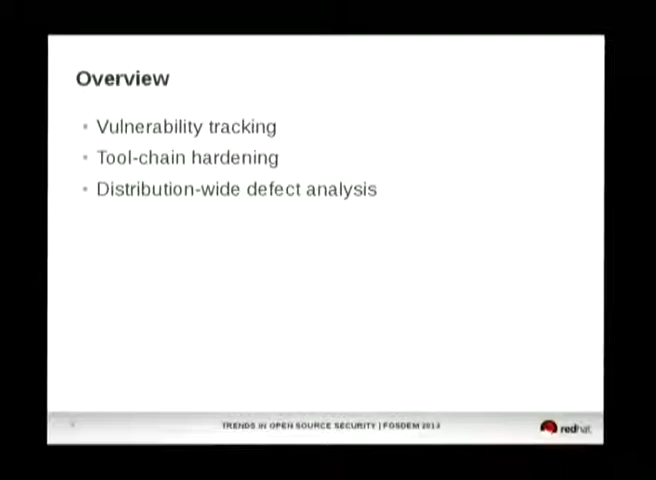 Overview
Vulnerability tracking
Tool-chain hardening
Distribution-wide defect analysis
TRENDS IN OPEN SOURCE SECURITY | FOSDEM 2013
redhat